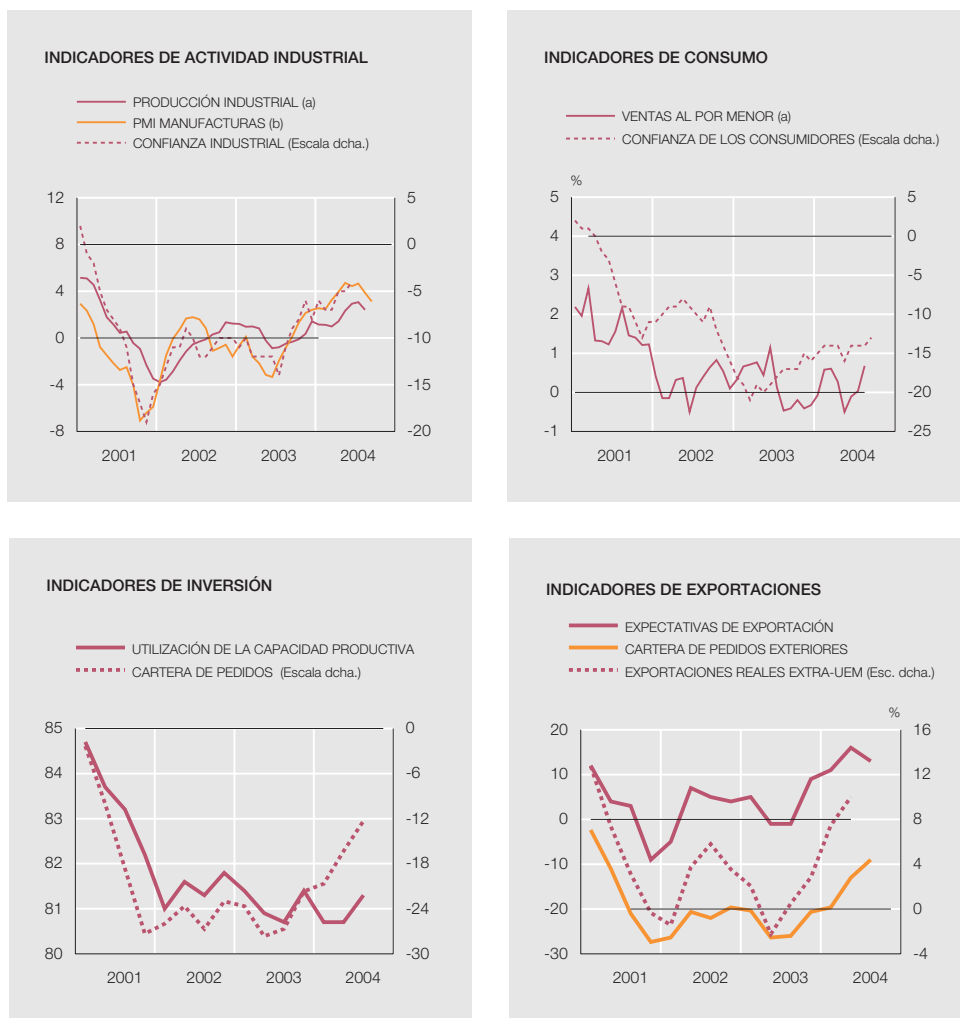 INDICADORES DE ACTIVIDAD INDUSTRIAL
PRODUCCIÓN INDUSTRIAL (a)
PMI MANUFACTURAS (b)
CONFIANZA INDUSTRIAL (Escala dcha.)
12 5
8 0
4 -5
0 -10
-4 -15
-8 -20
2001 2002 2003 2004
INDICADORES DE CONSUMO
VENTAS AL POR MENOR (a)
CONFIANZA DE LOS CONSUMIDORES (Escala dcha.)
%
5 5
4 0
3 -5
2 -10
1 -15
0 -20
-1 -25
2001 2002 2003 2004
INDICADORES DE INVERSIÓN
UTILIZACIÓN DE LA CAPACIDAD PRODUCTIVA
CARTERA DE PEDIDOS (Escala dcha.)
85 0
84 -6
83 -12
82 -18
81 -24
80 -30
2001 2002 2003 2004
INDICADORES DE EXPORTACIONES
EXPECTATIVAS DE EXPORTACIÓN
CARTERA DE PEDIDOS EXTERIORES
EXPORTACIONES REALES EXTRA-UEM (Esc. dcha.)
%
20 16
10 12
0 8
-10 4
-20 0
-30 -4
2001 2002 2003 2004